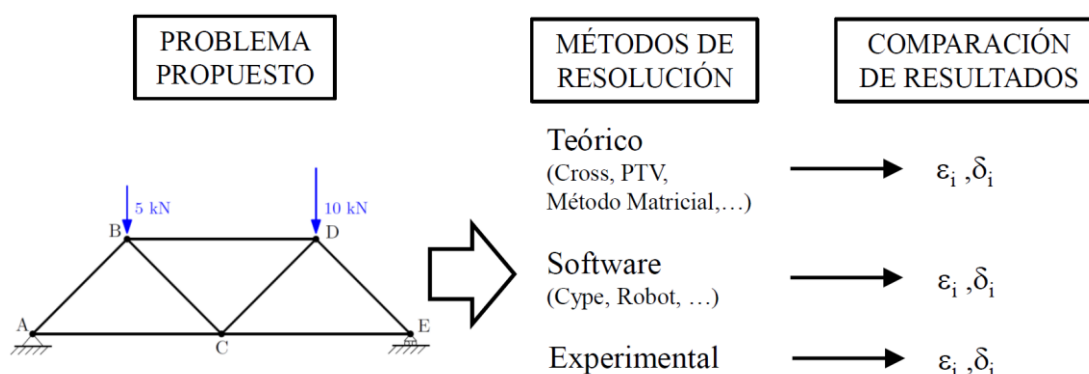 PROBLEMA
PROPUESTO
5 kN
10 kN
B
D
A
C
E
MÉTODOS DE
RESOLUCIÓN
Teórico
(Cross, PTV,
Método Matricial,…)
Software
(Cype, Robot, …)
Experimental
COMPARACIÓN
DE RESULTADOS
εi ,δi
εi ,δi
εi ,δi